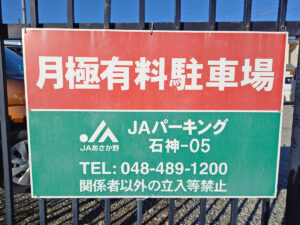 月極有料駐車場
JAパーキング
石神-05
JAあさか野
TEL: 048-489-1200
関係者以外の立入等禁止